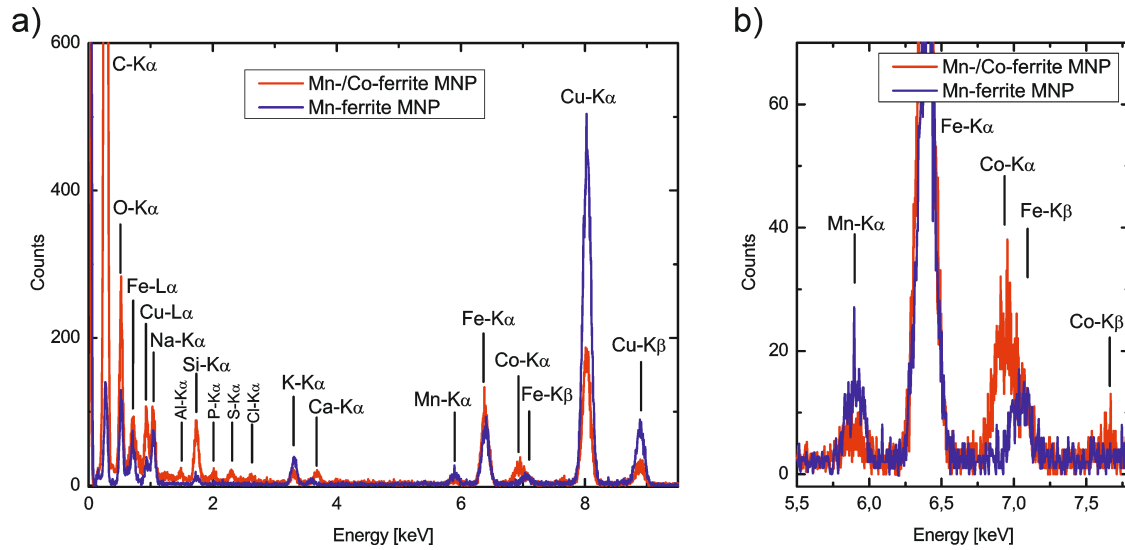 a)
600
400
200
0
Counts
0
2
4
6
8
Energy [keV]
Mn-/Co-ferrite MNP
Mn-ferrite MNP
C-Kα
O-Kα
Fe-Lα
Cu-Lα
Na-Kα
Al-Kα
Si-Kα
P-Kα
S-Kα
Cl-Kα
K-Kα
Ca-Kα
Mn-Kα
Fe-Kα
Co-Kα
Fe-Kβ
Cu-Kα
Cu-Kβ
b)
60
40
20
0
Counts
5,5
6,0
6,5
7,0
7,5
Energy [keV]
Mn-/Co-ferrite MNP
Mn-ferrite MNP
Mn-Kα
Fe-Kα
Co-Kα
Fe-Kβ
Co-Kβ